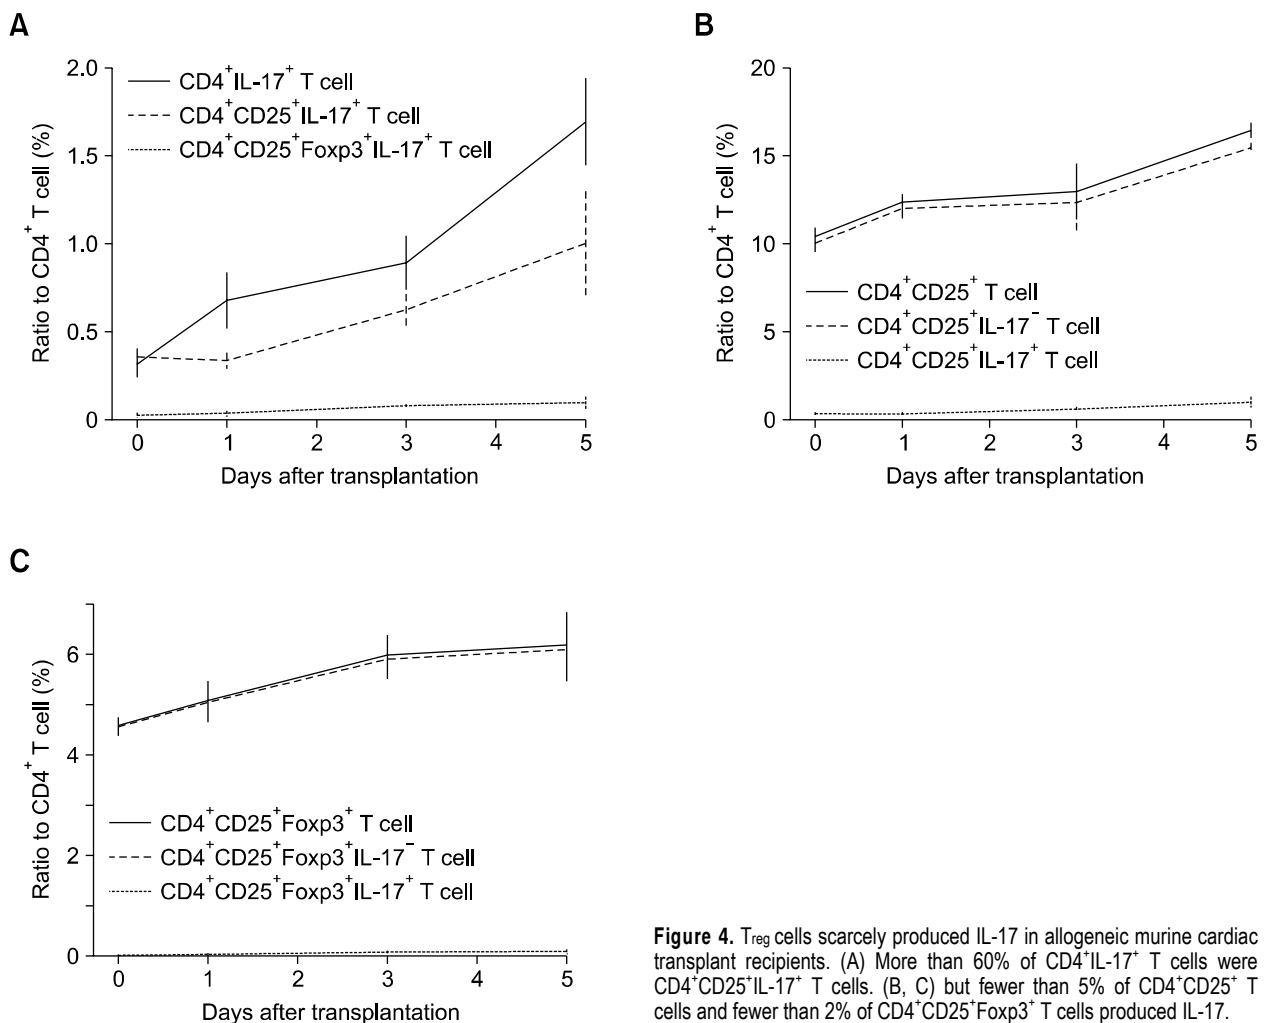 A
2.0
1.5
1.0
0.5
0
Ratio to CD4⁺ T cell (%)
CD4⁺IL-17⁺ T cell
CD4⁺CD25⁺IL-17⁺ T cell
CD4⁺CD25⁺Foxp3⁺IL-17⁺ T cell
0 1 2 3 4 5
Days after transplantation
B
20
15
10
5
0
Ratio to CD4⁺ T cell (%)
CD4⁺CD25⁺ T cell
CD4⁺CD25⁺IL-17⁻ T cell
CD4⁺CD25⁺IL-17⁺ T cell
0 1 2 3 4 5
Days after transplantation
C
6
4
2
0
Ratio to CD4⁺ T cell (%)
CD4⁺CD25⁺Foxp3⁺ T cell
CD4⁺CD25⁺Foxp3⁺IL-17⁻ T cell
CD4⁺CD25⁺Foxp3⁺IL-17⁺ T cell
0 1 2 3 4 5
Days after transplantation
Figure 4. Treg cells scarcely produced IL-17 in allogeneic murine cardiac
transplant recipients. (A) More than 60% of CD4⁺IL-17⁺ T cells were
CD4⁺CD25⁺IL-17⁺ T cells. (B, C) but fewer than 5% of CD4⁺CD25⁺ T
cells and fewer than 2% of CD4⁺CD25⁺Foxp3⁺ T cells produced IL-17.